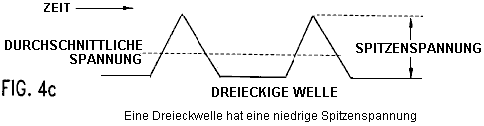 ZEIT
DURCHSCHNITTLICHE
SPANNUNG
SPITZENSPANNUNG
DREIECKIGE WELLE
FIG. 4c
Eine Dreieckwelle hat eine niedrige Spitzenspannung